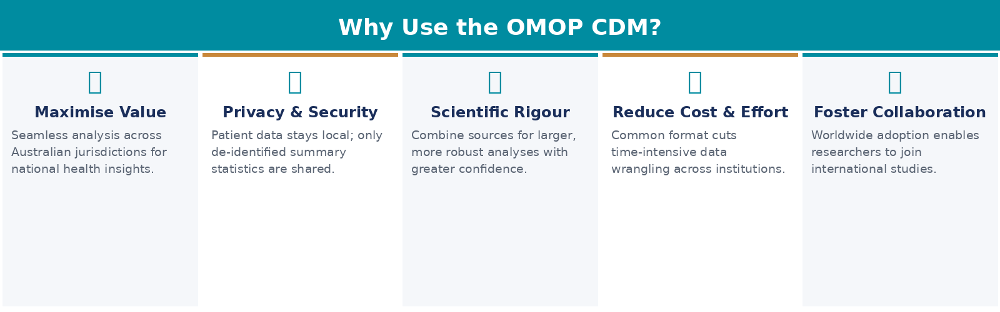 Why Use the OMOP CDM?
Maximise Value
Seamless analysis across
Australian jurisdictions for
national health insights.
Privacy & Security
Patient data stays local; only
de-identified summary
statistics are shared.
Scientific Rigour
Combine sources for larger,
more robust analyses with
greater confidence.
Reduce Cost & Effort
Common format cuts
time-intensive data
wrangling across institutions.
Foster Collaboration
Worldwide adoption enables
researchers to join
international studies.